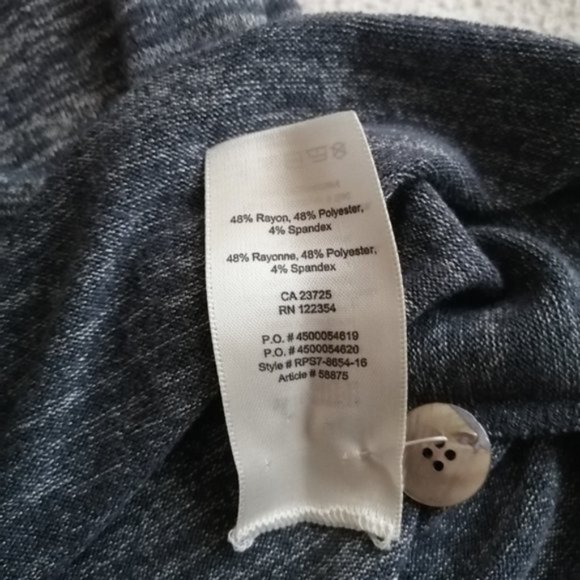 48% Rayon, 48% Polyester,
4% Spandex
48% Rayonne, 48% Polyester,
4% Spandex
CA 23725
RN 122354
P.O. # 4500054619
P.O. # 4500054620
Style # RPS7-8654-16
Article # 58875